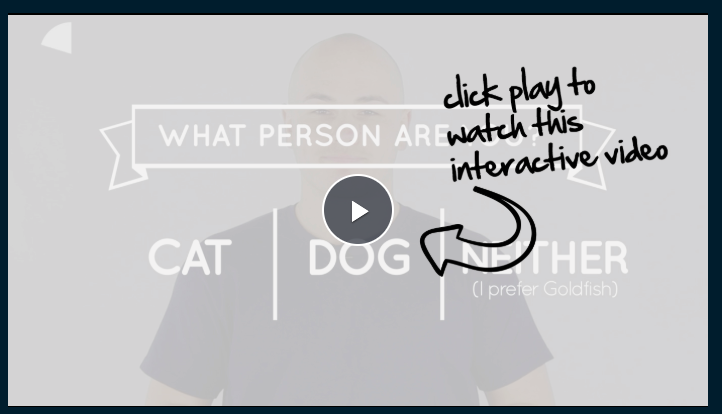 click play to
watch this
interactive video
WHAT PERSON ARE YOU?
CAT
DOG
NEITHER
(I prefer Goldfish)